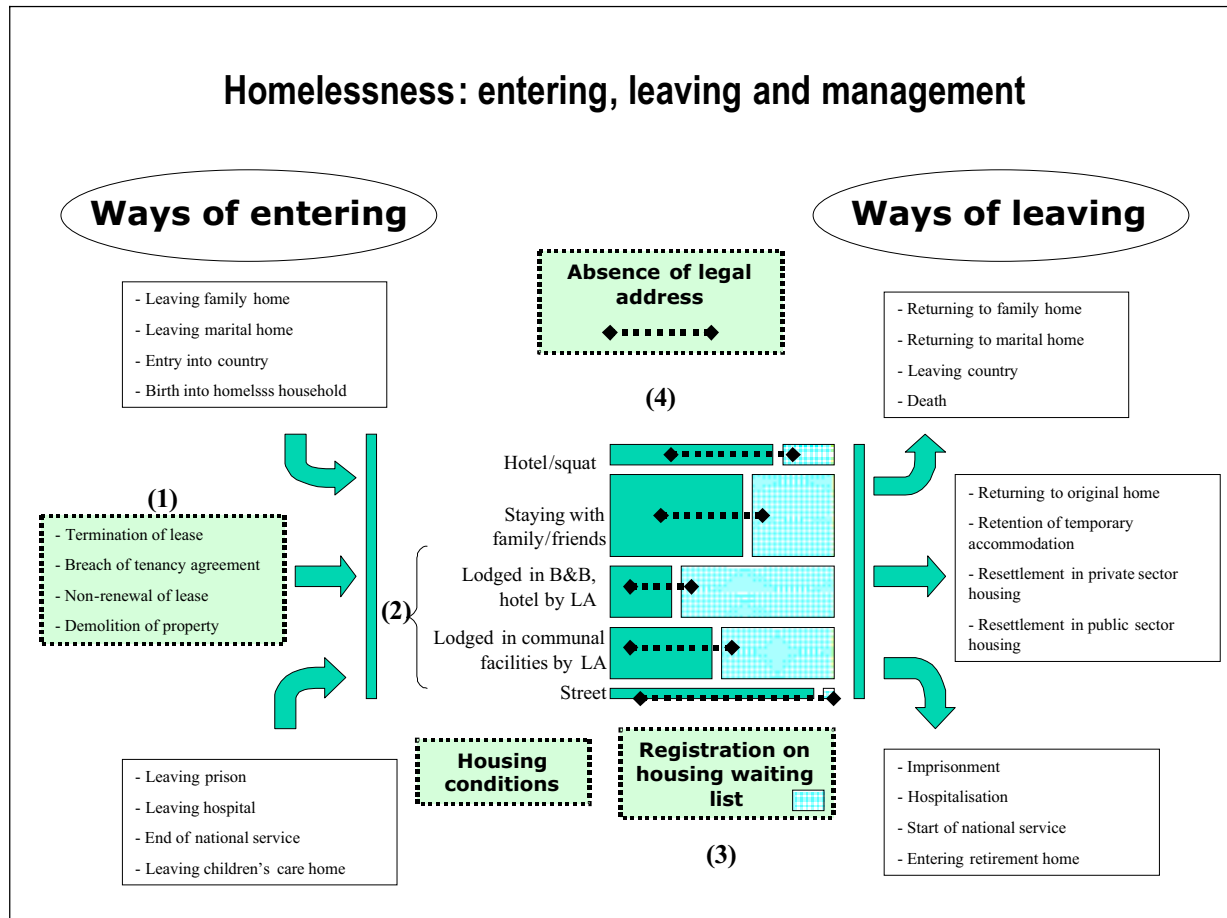 Homelessness: entering, leaving and management
Ways of entering
Ways of leaving
- Leaving family home
- Leaving marital home
- Entry into country
- Birth into homelsss household
Absence of legal
address
(4)
- Returning to family home
- Returning to marital home
- Leaving country
- Death
(1)
- Termination of lease
- Breach of tenancy agreement
- Non-renewal of lease
- Demolition of property
(2)
Hotel/squat
Staying with
family/friends
Lodged in B&B,
hotel by LA
Lodged in communal
facilities by LA
Street
- Returning to original home
- Retention of temporary
accommodation
- Resettlement in private sector
housing
- Resettlement in public sector
housing
Housing
conditions
Registration on
housing waiting
list
(3)
- Leaving prison
- Leaving hospital
- End of national service
- Leaving children's care home
- Imprisonment
- Hospitalisation
- Start of national service
- Entering retirement home